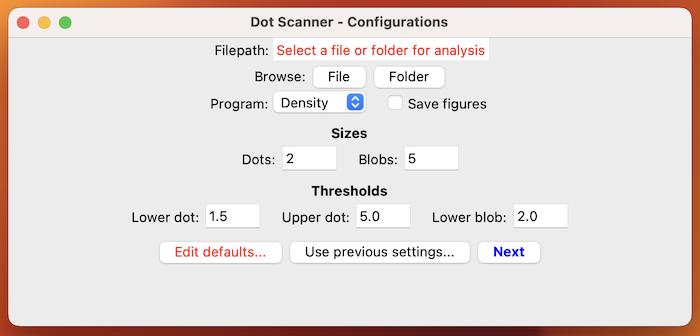 Dot Scanner - Configurations
Filepath: Select a file or folder for analysis
Browse: File Folder
Program: Density Save figures
Sizes
Dots: 2 Blobs: 5
Thresholds
Lower dot: 1.5 Upper dot: 5.0 Lower blob: 2.0
Edit defaults... Use previous settings... Next